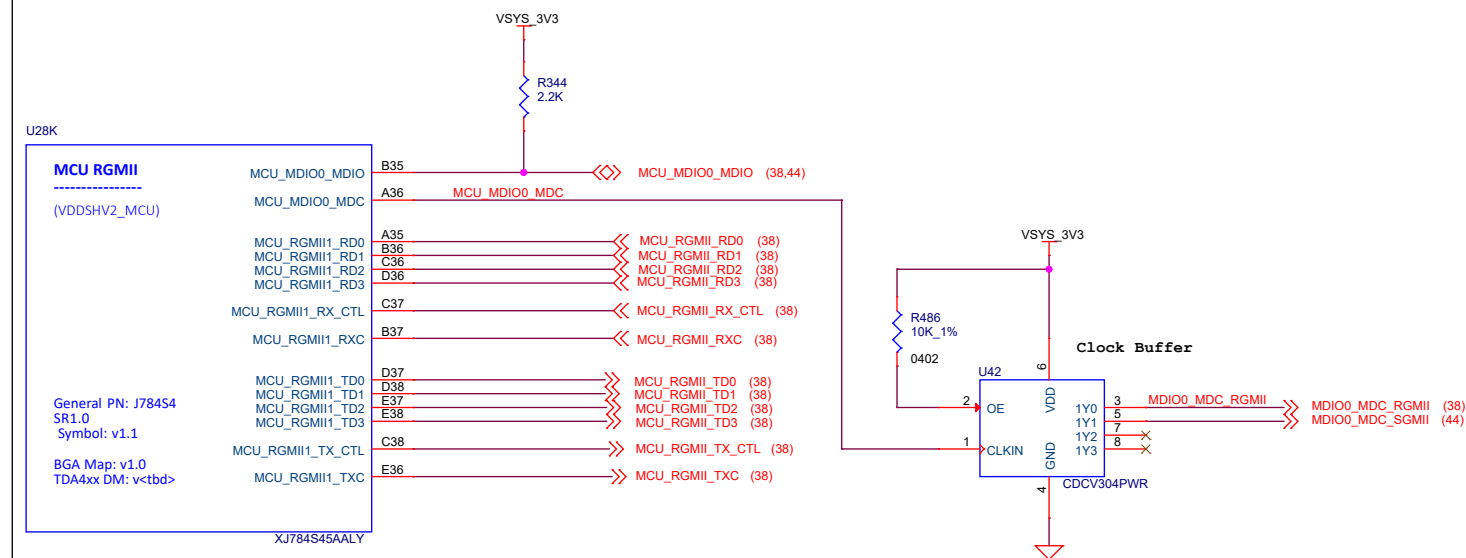 VSYS_3V3
R344
2.2K
U28K
MCU RGMII
----------------
(VDDSHV2_MCU)
MCU_MDIO0_MDIO B35 MCU_MDIO0_MDIO (38,44)
MCU_MDIO0_MDC A36 MCU_MDIO0_MDC
MCU_RGMII1_RD0 A35 MCU_RGMII_RD0 (38)
MCU_RGMII1_RD1 B36 MCU_RGMII_RD1 (38)
MCU_RGMII1_RD2 C36 MCU_RGMII_RD2 (38)
MCU_RGMII1_RD3 D36 MCU_RGMII_RD3 (38)
MCU_RGMII1_RX_CTL C37 MCU_RGMII_RX_CTL (38)
MCU_RGMII1_RXC B37 MCU_RGMII_RXC (38)
MCU_RGMII1_TD0 D37 MCU_RGMII_TD0 (38)
MCU_RGMII1_TD1 D38 MCU_RGMII_TD1 (38)
MCU_RGMII1_TD2 E37 MCU_RGMII_TD2 (38)
MCU_RGMII1_TD3 E38 MCU_RGMII_TD3 (38)
MCU_RGMII1_TX_CTL C38 MCU_RGMII_TX_CTL (38)
MCU_RGMII1_TXC E36 MCU_RGMII_TXC (38)
General PN: J784S4
SR1.0
Symbol: v1.1
BGA Map: v1.0
TDA4xx DM: v<tbd>
XJ784S45AALY
VSYS_3V3
R486
10K_1%
0402
Clock Buffer
U42
6
VDD
2 OE
1 CLKIN
1Y0 3 MDIO0_MDC_RGMII MDIO0_MDC_RGMII (38)
1Y1 5 MDIO0_MDC_SGMII (44)
1Y2 7
1Y3 8
GND
4
CDCV304PWR